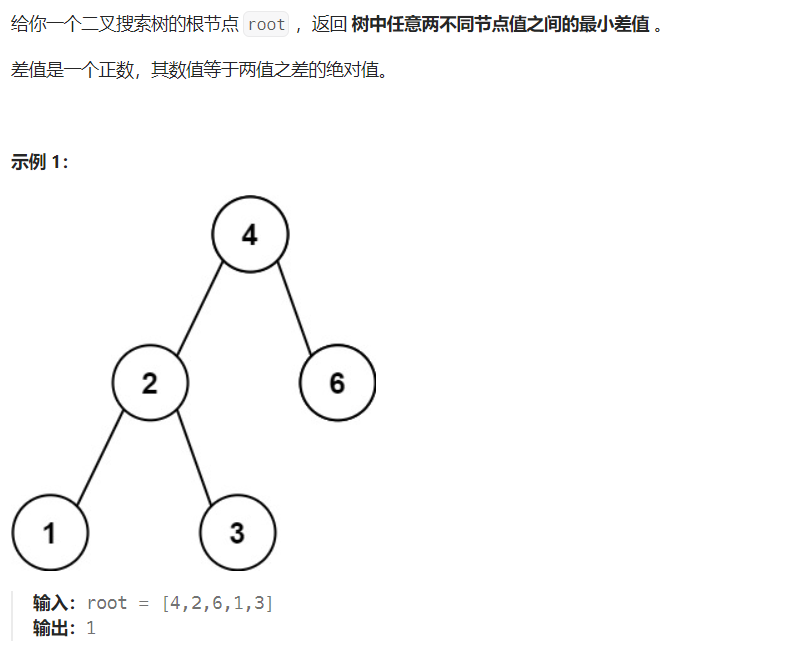 给你一个二叉搜索树的根节点 root ，返回 树中任意两不同节点值之间的最小差值 。
差值是一个正数，其数值等于两值之差的绝对值。
示例 1：
4
2
6
1
3
输入：root = [4,2,6,1,3]
输出：1